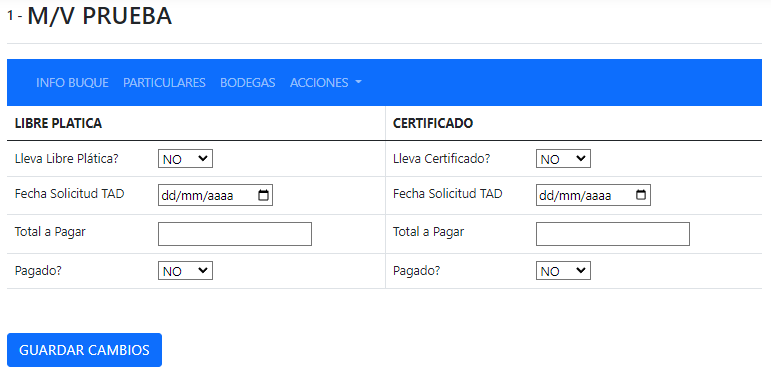 1 - M/V PRUEBA
INFO BUQUE PARTICULARES BODEGAS ACCIONES
LIBRE PLATICA CERTIFICADO
Lleva Libre Plática? NO Lleva Certificado? NO
Fecha Solicitud TAD dd/mm/aaaa Fecha Solicitud TAD dd/mm/aaaa
Total a Pagar Total a Pagar
Pagado? NO Pagado? NO
GUARDAR CAMBIOS